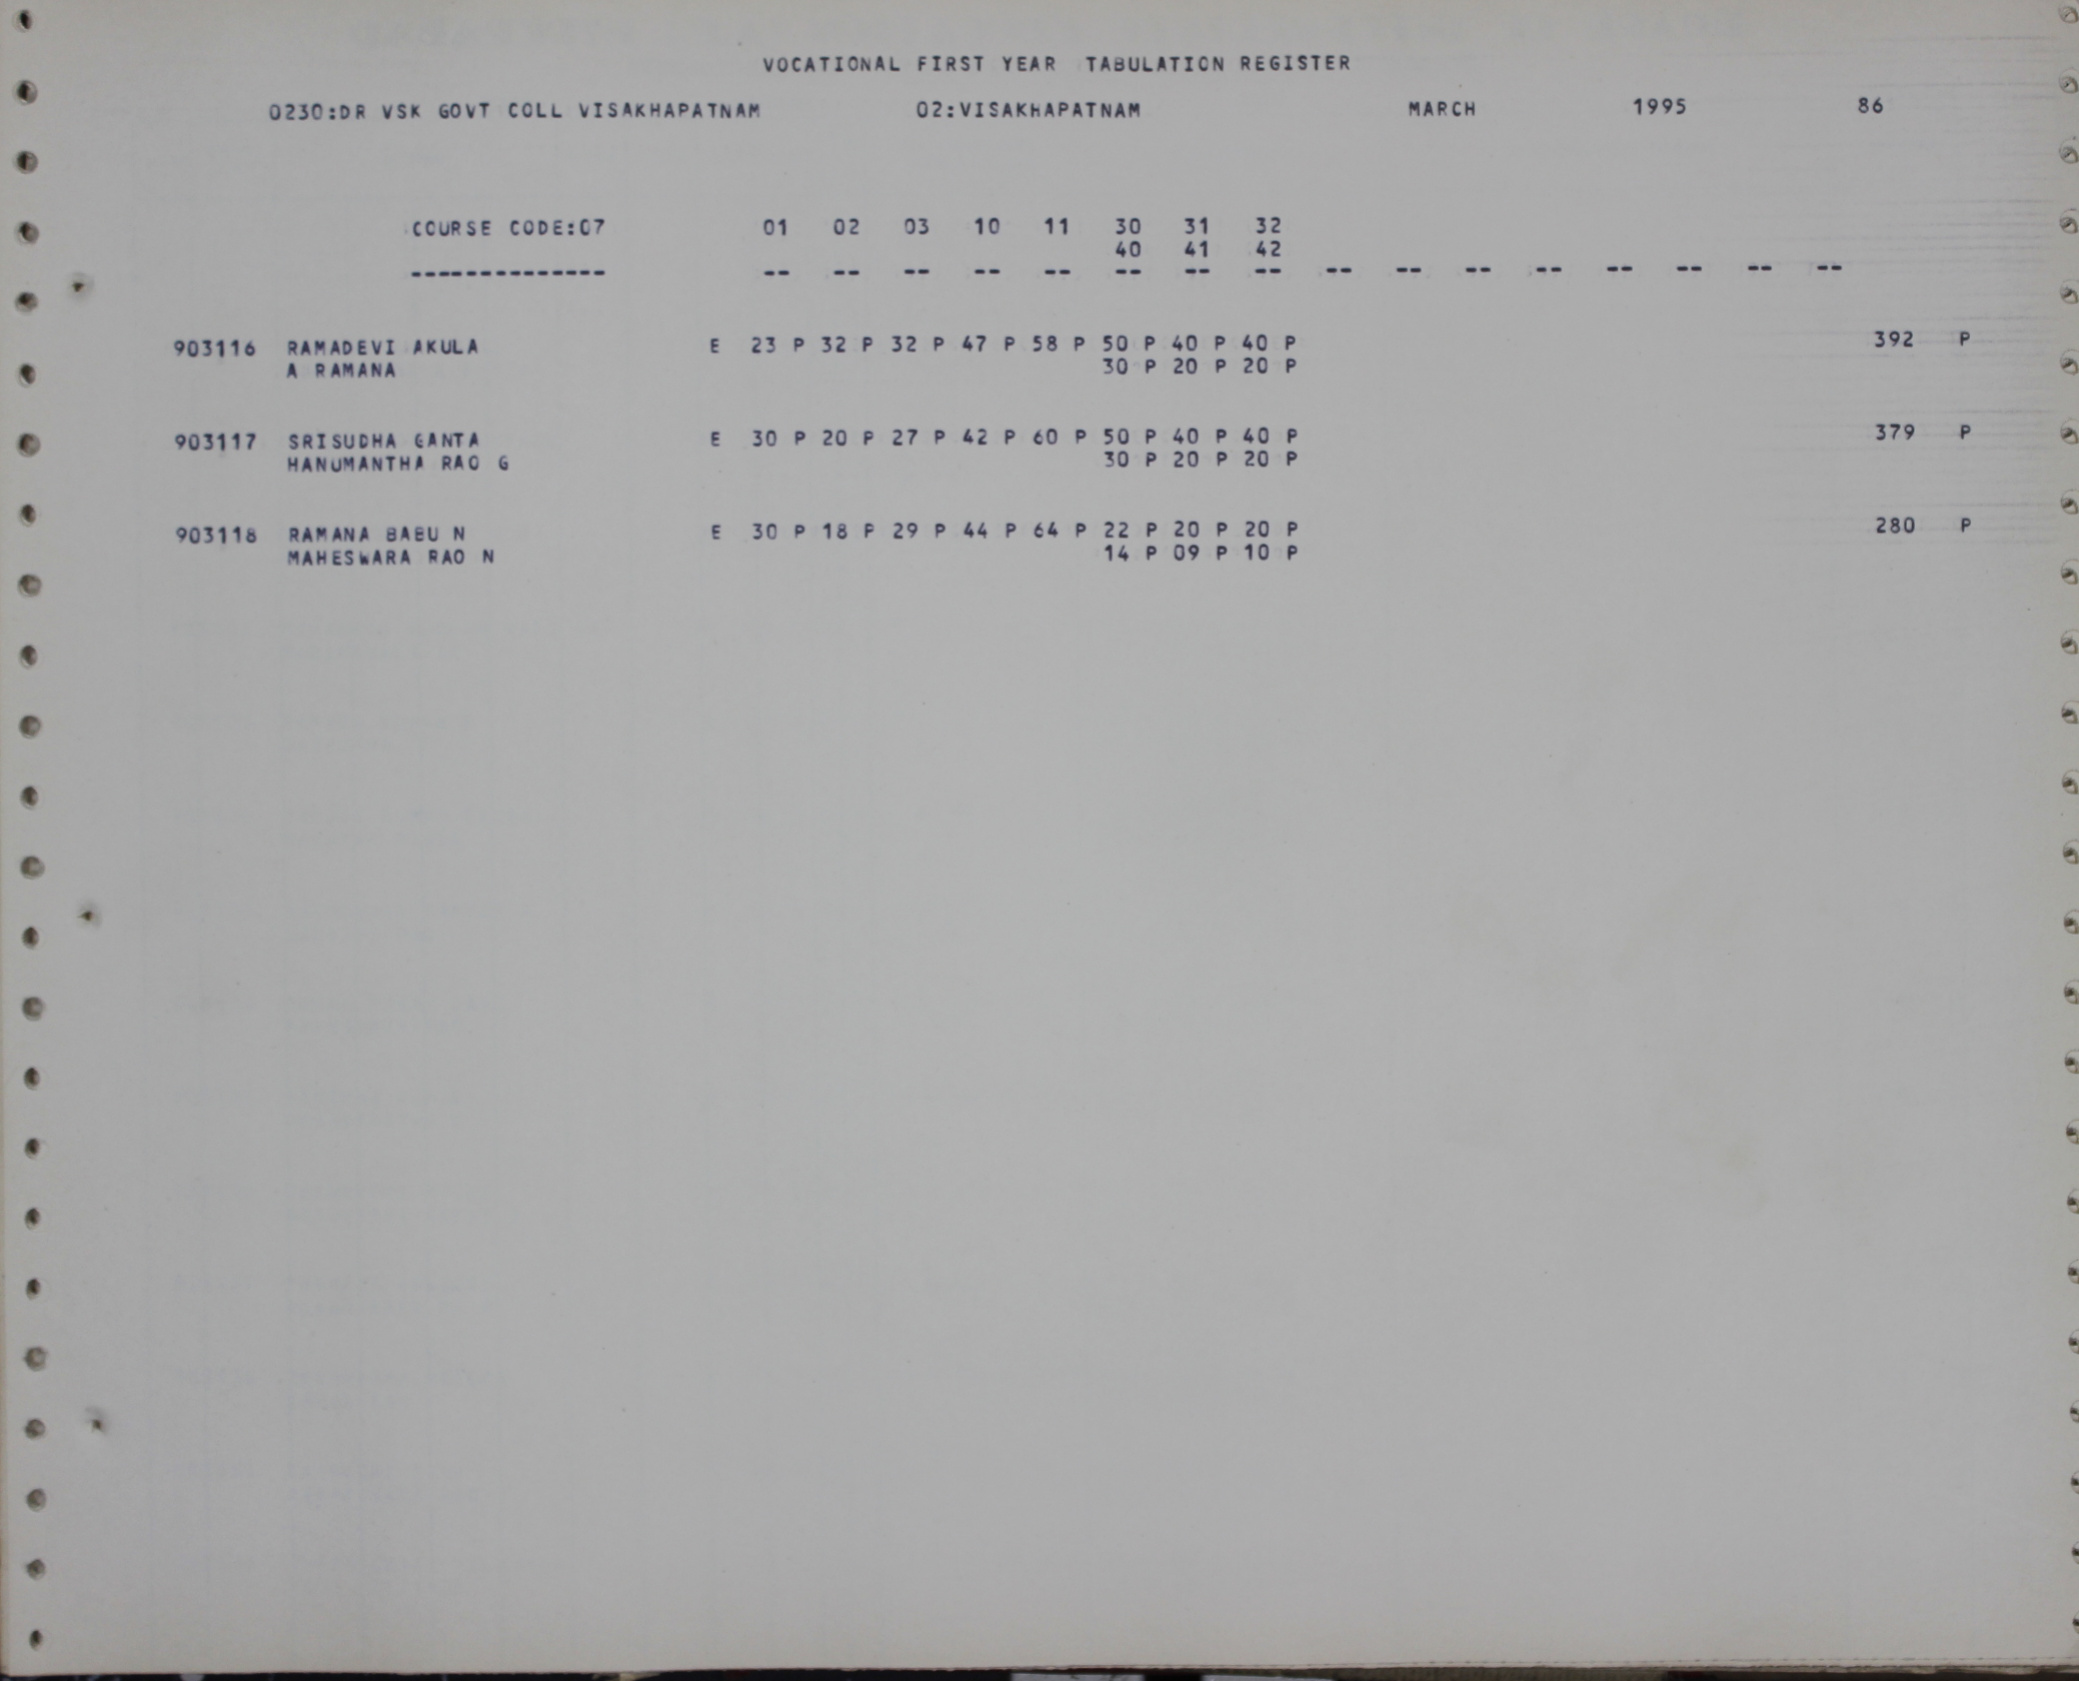 VOCATIONAL FIRST YEAR TABULATION REGISTER
0230:DR VSK GOVT COLL VISAKHAPATNAM 02:VISAKHAPATNAM MARCH 1995 86
COURSE CODE:07 01 02 03 10 11 30 31 32
40 41 42
-------------- -- -- -- -- -- -- -- -- -- -- -- -- -- -- -- --
903116 RAMADEVI AKULA E 23 P 32 P 32 P 47 P 58 P 50 P 40 P 40 P 392 P
A RAMANA 30 P 20 P 20 P
903117 SRISUDHA GANTA E 30 P 20 P 27 P 42 P 60 P 50 P 40 P 40 P 379 P
HANUMANTHA RAO G 30 P 20 P 20 P
903118 RAMANA BABU N E 30 P 18 P 29 P 44 P 64 P 22 P 20 P 20 P 280 P
MAHESWARA RAO N 14 P 09 P 10 P